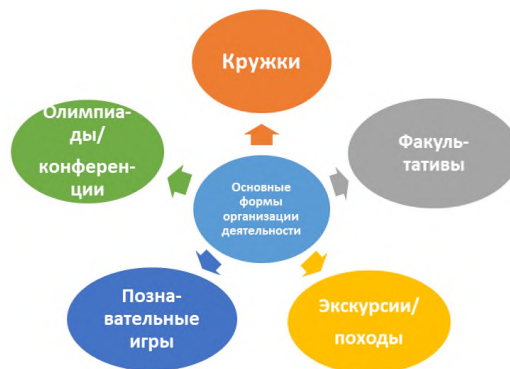 Кружки
Олимпиа-
ды/
конферен-
ции
Факуль-
тативы
Основные
формы
организации
деятельности
Позна-
вательные
игры
Экскурсии/
походы